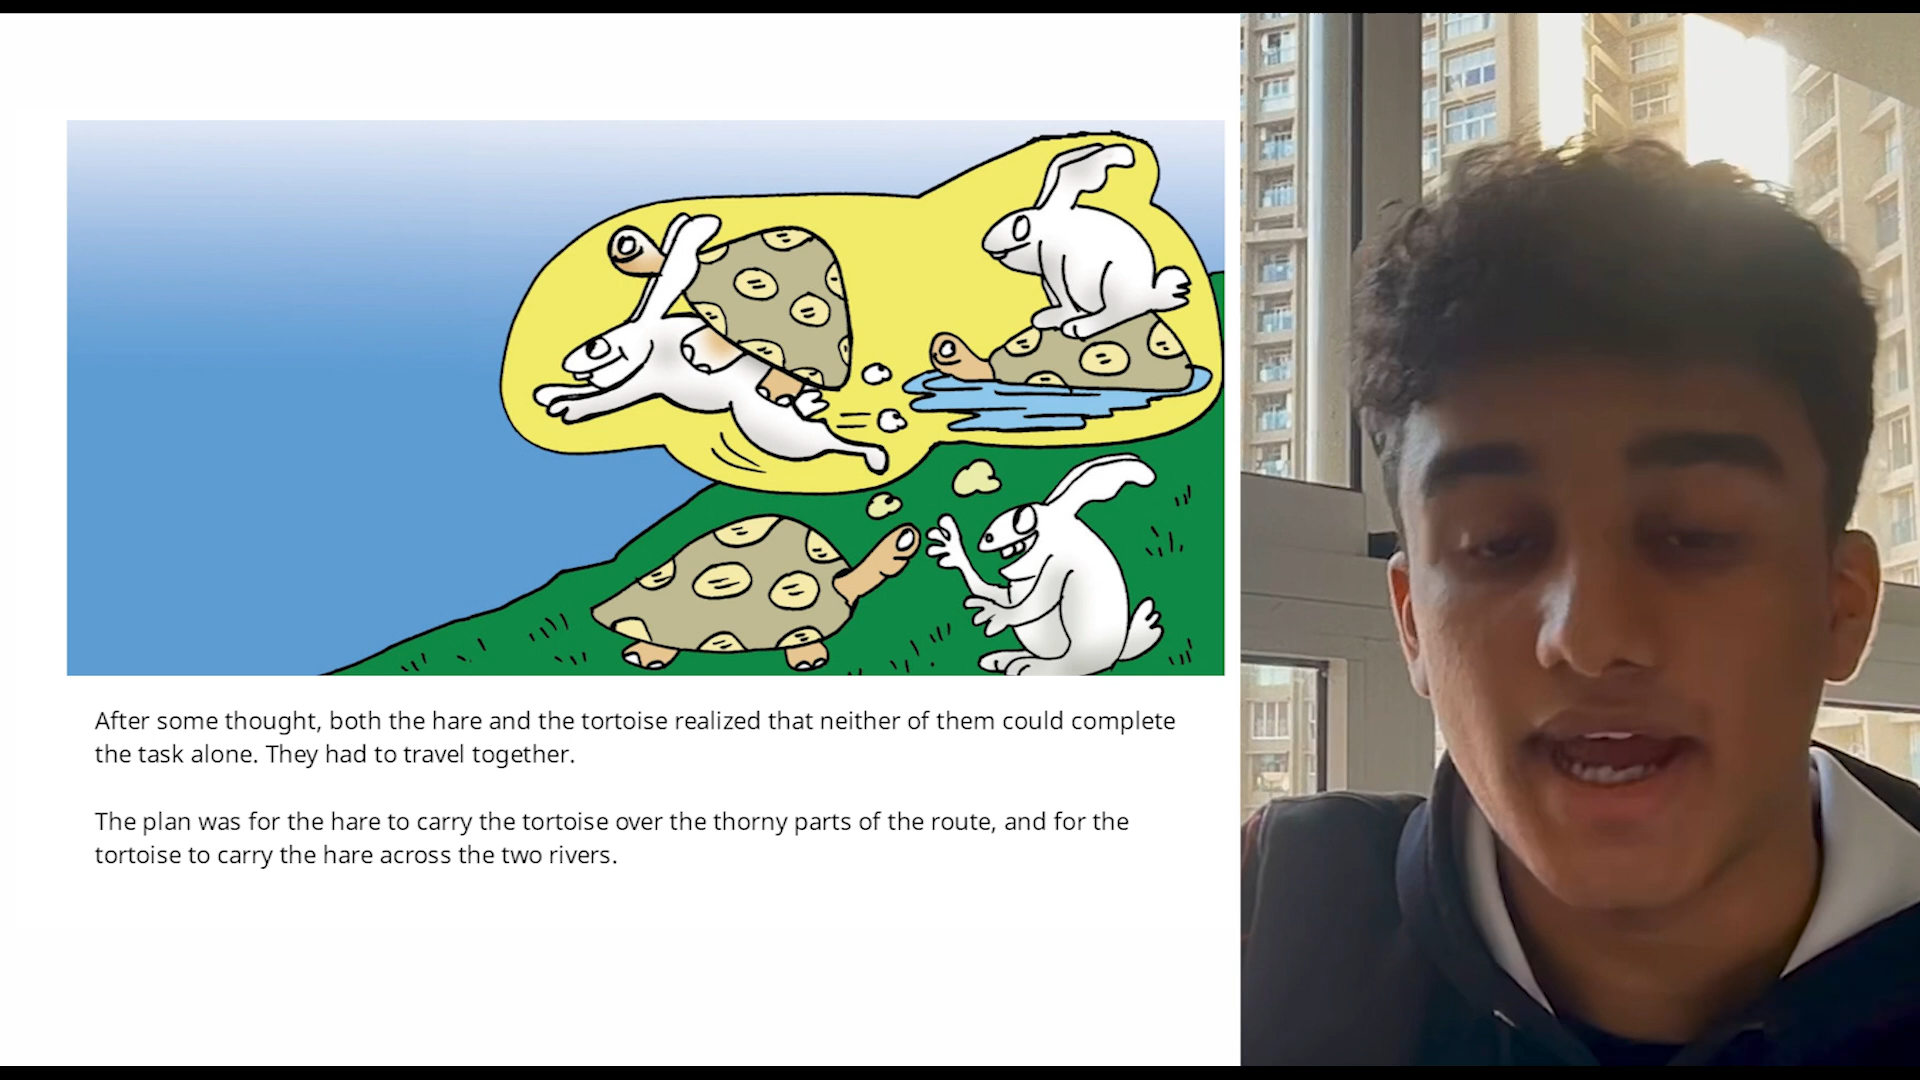 After some thought, both the hare and the tortoise realized that neither of them could complete
the task alone. They had to travel together.
The plan was for the hare to carry the tortoise over the thorny parts of the route, and for the
tortoise to carry the hare across the two rivers.